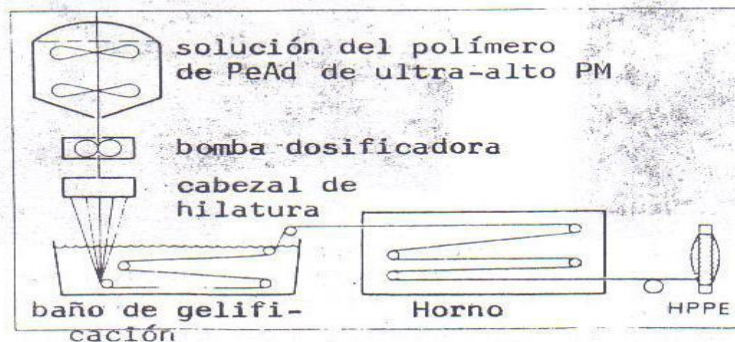 solución del polímero
de PeAd de ultra-alto PM
bomba dosificadora
cabezal de
hilatura
baño de gelifi-
cación
Horno
HPPE